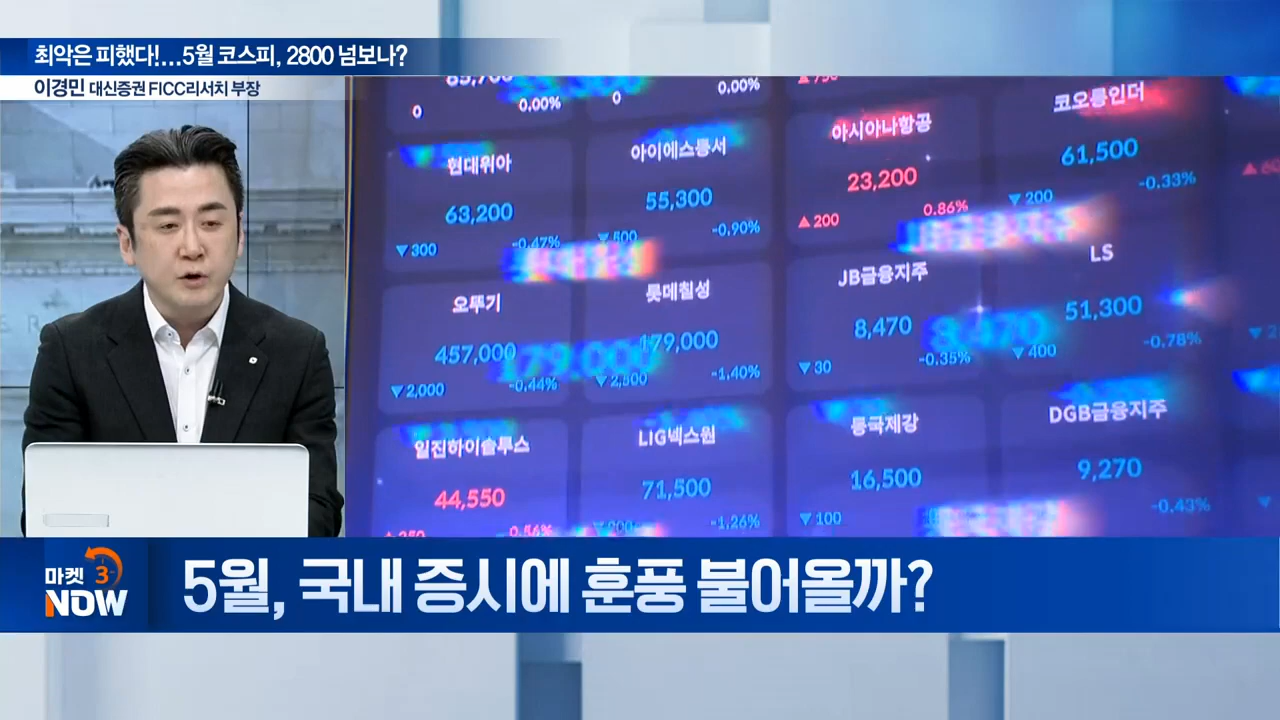 최악은 피했다!...5월 코스피, 2800 넘보나?
이경민 대신증권 FICC리서치 부장
0 0.00% 0 0.00%
현대위아
63,200
▼300 -0.47%
아이에스동서
55,300
▼500 -0.90%
아시아나항공
23,200
▲200 0.86%
코오롱인더
61,500
▼200 -0.33%
오뚜기
457,000
▼2,000 -0.44%
롯데칠성
179,000
▼2,500 -1.40%
JB금융지주
8,470
▼30 -0.35%
LS
51,300
▼400 -0.78%
일진하이솔루스
44,550
0.56%
LIG넥스원
71,500
▼900 -1.26%
동국제강
16,500
▼100
DGB금융지주
9,270
-0.43%
마켓 3
NOW
5월, 국내 증시에 훈풍 불어올까?